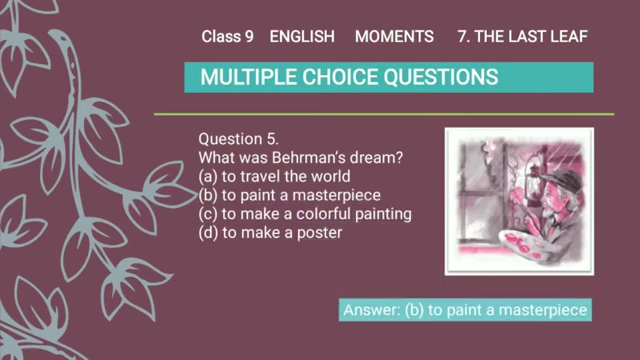 Class 9 ENGLISH MOMENTS 7. THE LAST LEAF
MULTIPLE CHOICE QUESTIONS
Question 5.
What was Behrman's dream?
(a) to travel the world
(b) to paint a masterpiece
(c) to make a colorful painting
(d) to make a poster
Answer: (b) to paint a masterpiece